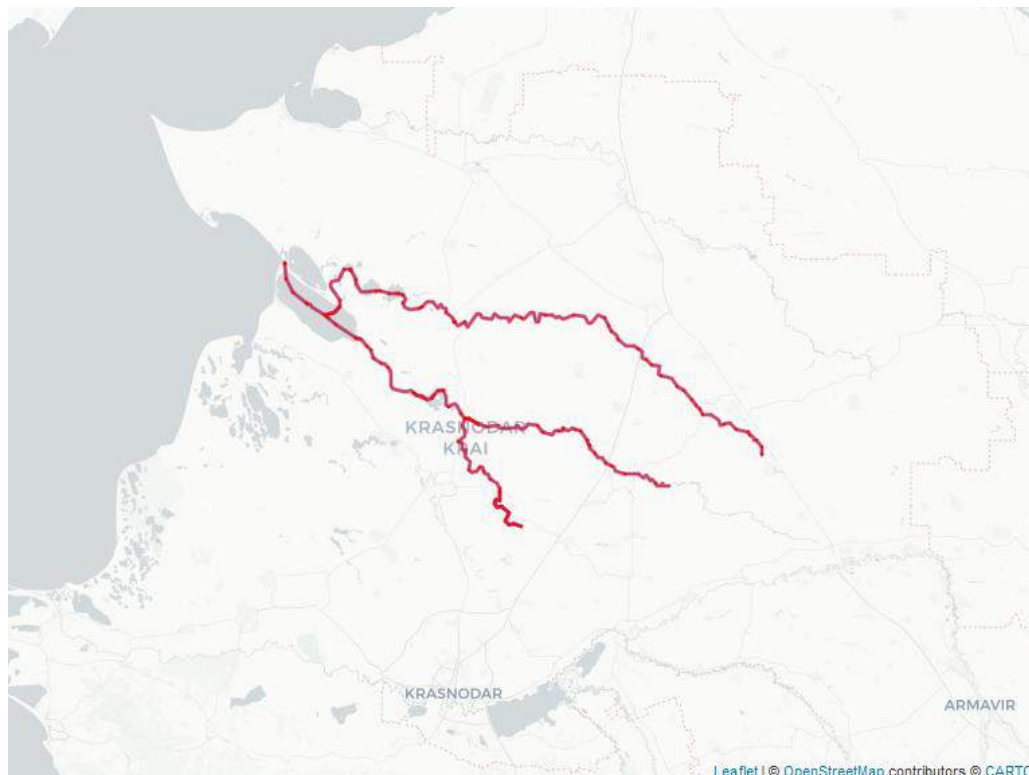 KRASNODAR
KRAI
KRASNODAR
ARMAVIR
Leaflet | © OpenStreetMap contributors © CARTO